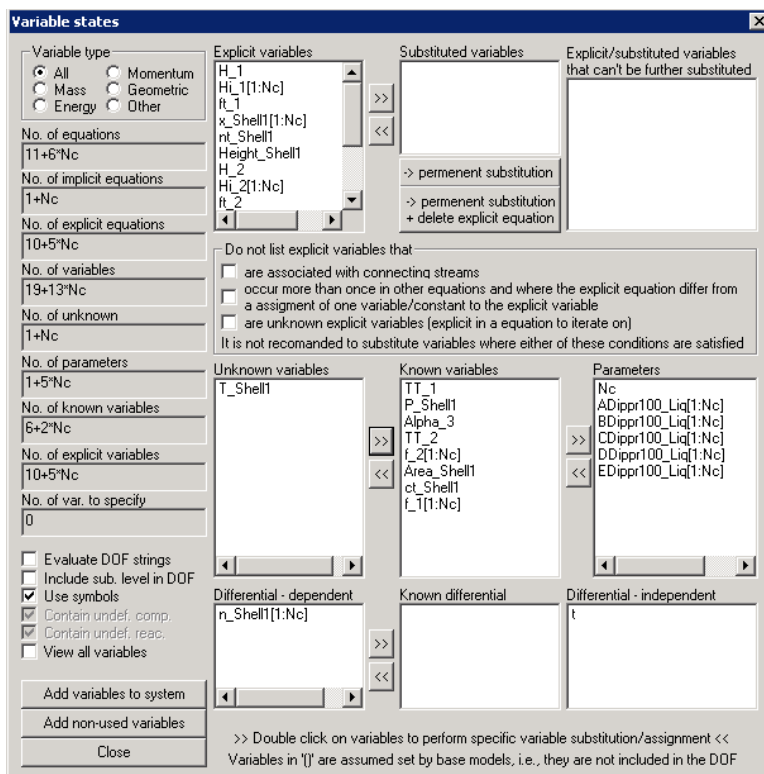 Variable states
Variable type
All
Momentum
Mass
Geometric
Energy
Other
No. of equations
11+6*Nc
No. of implicit equations
1+Nc
No. of explicit equations
10+5*Nc
No. of variables
19+13*Nc
No. of unknown
1+Nc
No. of parameters
1+5*Nc
No. of known variables
6+2*Nc
No. of explicit variables
10+5*Nc
No. of var. to specify
0
Evaluate DOF strings
Include sub. level in DOF
Use symbols
Contain undef. comp.
Contain undef. reac.
View all variables
Add variables to system
Add non-used variables
Close
Explicit variables
H_1
Hi_1[1:Nc]
ft_1
x_Shell1[1:Nc]
nt_Shell1
Height_Shell1
H_2
Hi_2[1:Nc]
ft_2
>>
<<
Substituted variables
-> permenent substitution
-> permenent substitution
+ delete explicit equation
Explicit/substituted variables
that can't be further substituted
Do not list explicit variables that
are associated with connecting streams
occur more than once in other equations and where the explicit equation differ from
a assigment of one variable/constant to the explicit variable
are unknown explicit variables (explicit in a equation to iterate on)
It is not recomanded to substitute variables where either of these conditions are satisfied
Unknown variables
T_Shell1
>>
<<
Known variables
TT_1
P_Shell1
Alpha_3
TT_2
f_2[1:Nc]
Area_Shell1
ct_Shell1
f_1[1:Nc]
>>
<<
Parameters
Nc
ADippr100_Liq[1:Nc]
BDippr100_Liq[1:Nc]
CDippr100_Liq[1:Nc]
DDippr100_Liq[1:Nc]
EDippr100_Liq[1:Nc]
Differential - dependent
n_Shell1[1:Nc]
>>
<<
Known differential
Differential - independent
t
>> Double click on variables to perform specific variable substitution/assignment <<
Variables in '()' are assumed set by base models, i.e., they are not included in the DOF